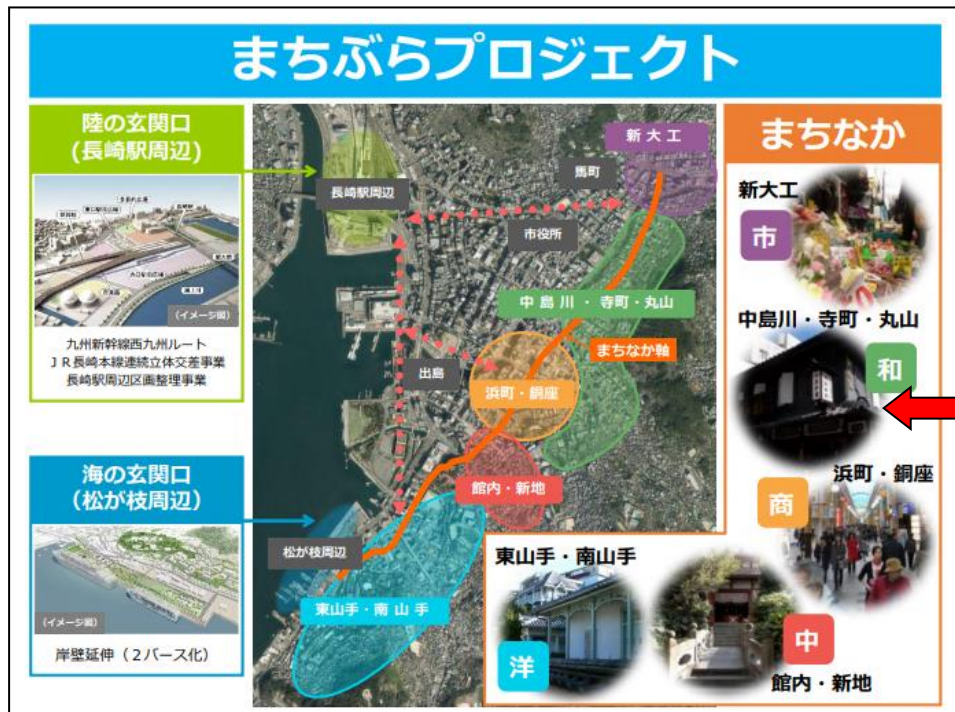 まちぶらプロジェクト
陸の玄関口
(長崎駅周辺)
(イメージ図)
九州新幹線西九州ルート
JR長崎本線連続立体交差事業
長崎駅周辺区画整理事業
海の玄関口
(松が枝周辺)
(イメージ図)
岸壁延伸(2バース化)
新大工
馬町
長崎駅周辺
市役所
中島川・寺町・丸山
まちなか軸
出島
浜町・銅座
館内・新地
松が枝周辺
東山手・南山手
まちなか
新大工
市
中島川・寺町・丸山
和
浜町・銅座
商
東山手・南山手
洋
中
館内・新地